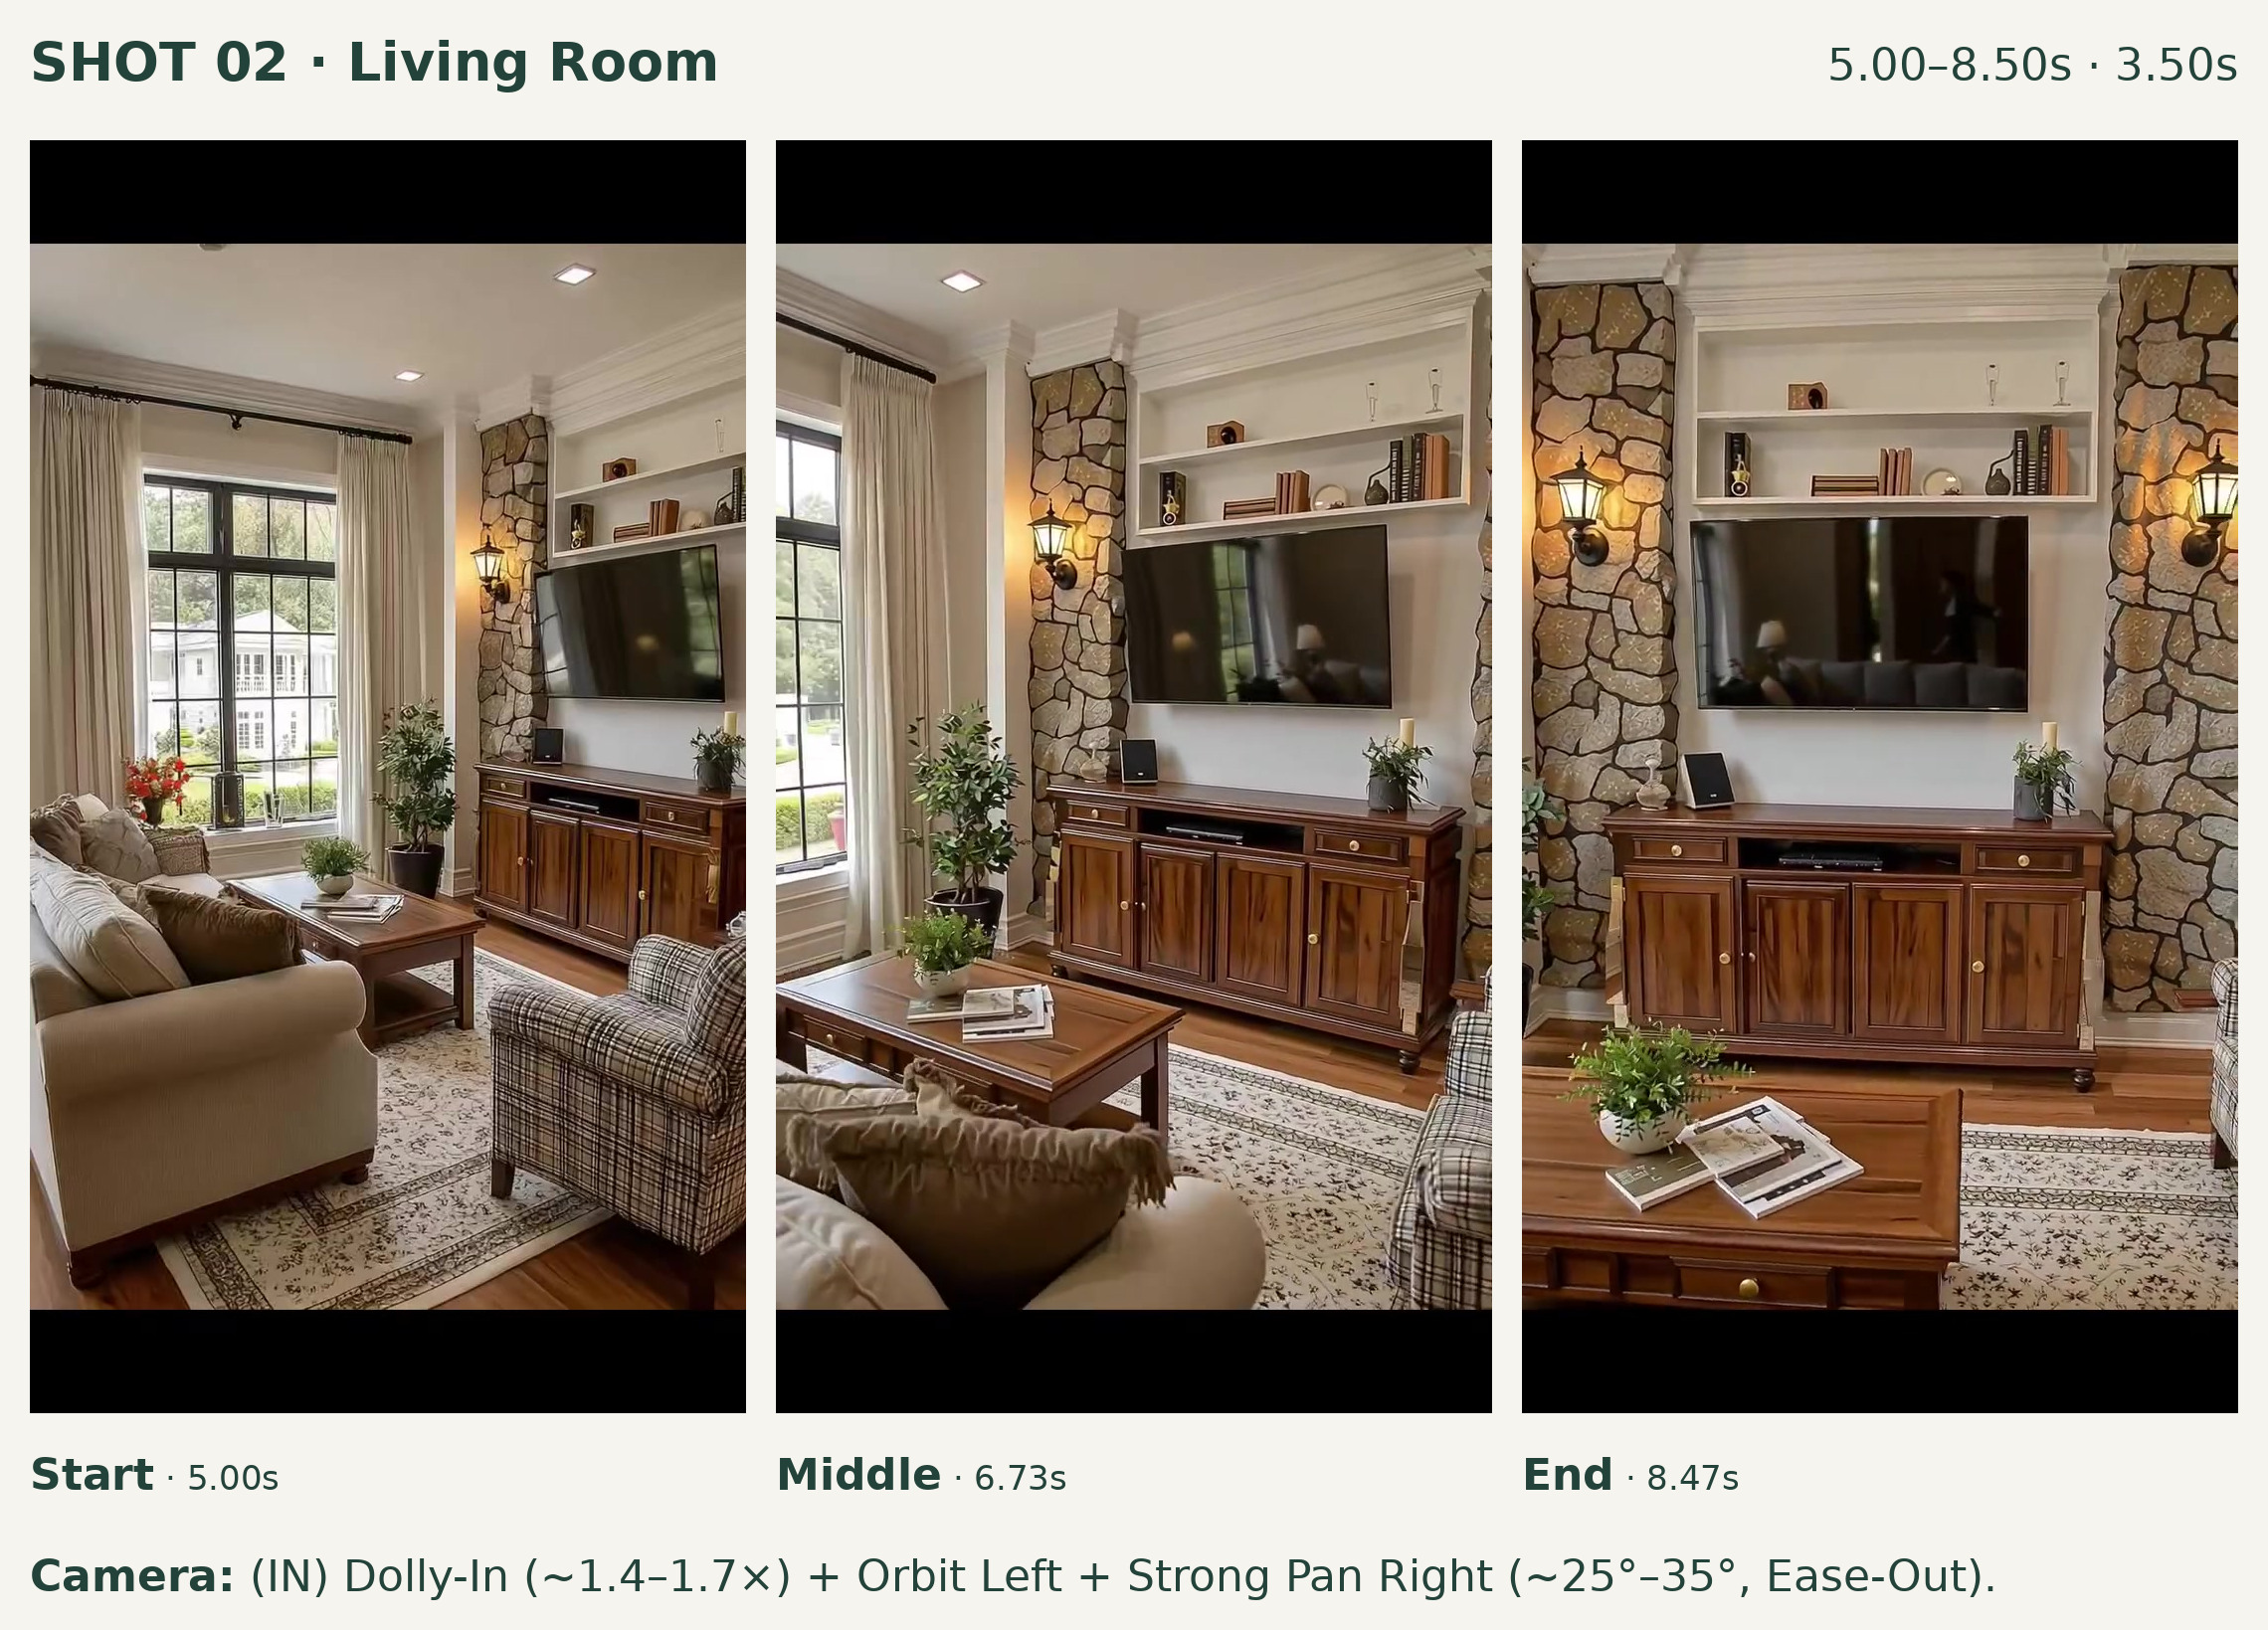 SHOT 02 · Living Room
5.00–8.50s · 3.50s
Start · 5.00s
Middle · 6.73s
End · 8.47s
Camera: (IN) Dolly-In (~1.4–1.7×) + Orbit Left + Strong Pan Right (~25°–35°, Ease-Out).